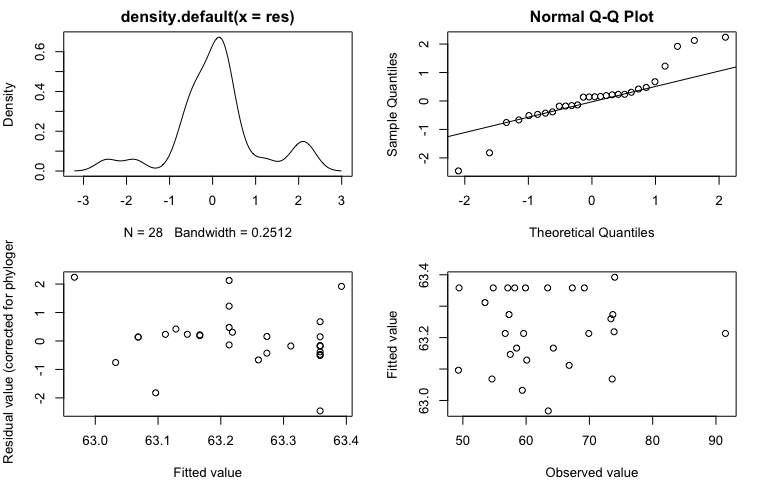 density.default(x = res)
Density
0.0 0.2 0.4 0.6
-3 -2 -1 0 1 2 3
N = 28 Bandwidth = 0.2512
Normal Q-Q Plot
Sample Quantiles
-2 -1 0 1 2
-2 -1 0 1 2
Theoretical Quantiles
Residual value (corrected for phyloger
-2 -1 0 1 2
63.0 63.1 63.2 63.3 63.4
Fitted value
Fitted value
63.0 63.2 63.4
50 60 70 80 90
Observed value